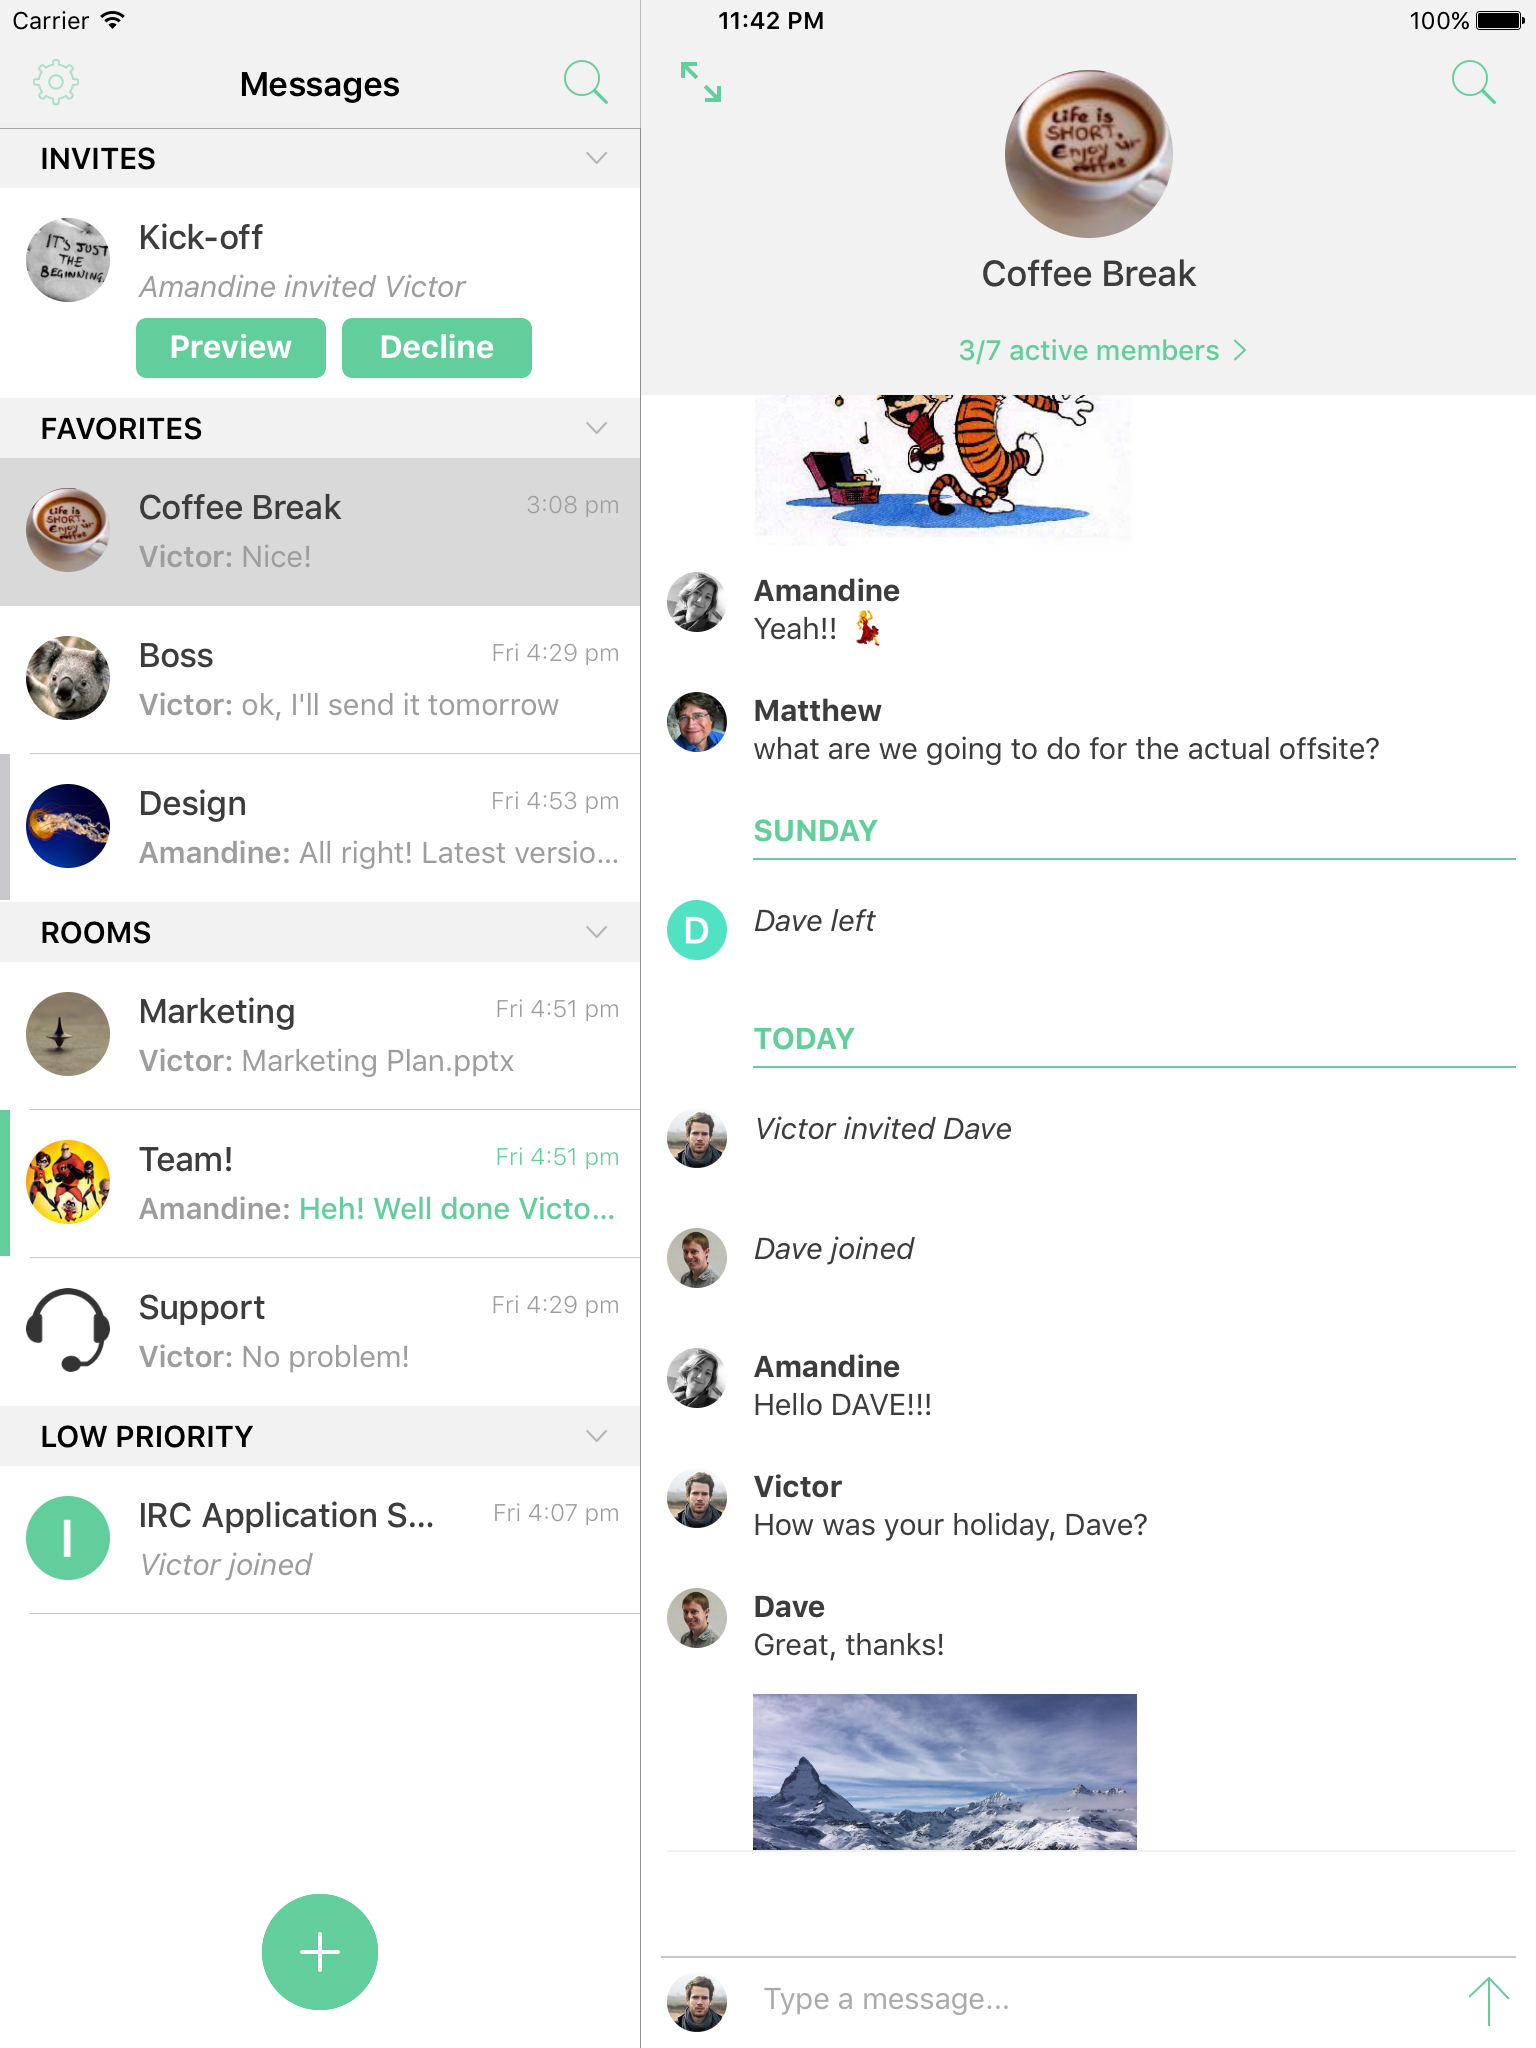 Carrier
11:42 PM
100%
Messages
INVITES
IT'S JUST
THE
BEGINNING.
Kick-off
Amandine invited Victor
Preview
Decline
FAVORITES
Life is
SHORT.
Enjoy ur
coffee
Coffee Break
3:08 pm
Victor: Nice!
Boss
Fri 4:29 pm
Victor: ok, I'll send it tomorrow
Design
Fri 4:53 pm
Amandine: All right! Latest versio...
ROOMS
Marketing
Fri 4:51 pm
Victor: Marketing Plan.pptx
Team!
Fri 4:51 pm
Amandine: Heh! Well done Victo...
Support
Fri 4:29 pm
Victor: No problem!
LOW PRIORITY
I
IRC Application S...
Fri 4:07 pm
Victor joined
Life is
SHORT.
Enjoy ur
coffee
Coffee Break
3/7 active members
Amandine
Yeah!! 💃
Matthew
what are we going to do for the actual offsite?
SUNDAY
D
Dave left
TODAY
Victor invited Dave
Dave joined
Amandine
Hello DAVE!!!
Victor
How was your holiday, Dave?
Dave
Great, thanks!
Type a message...